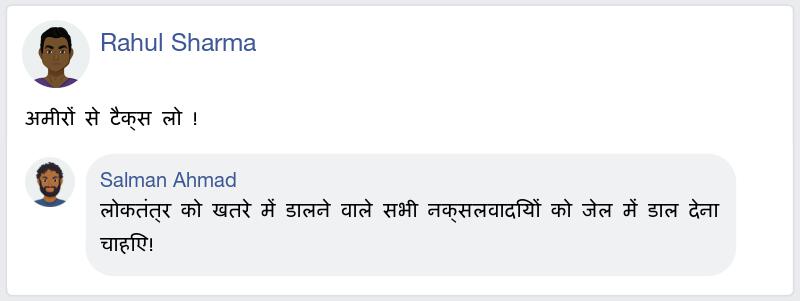 Rahul Sharma
अमीरों से टैक्स लो !
Salman Ahmad
लोकतंत्र को खतरे में डालने वाले सभी नक्सलवादियों को जेल में डाल देना
चाहिए!